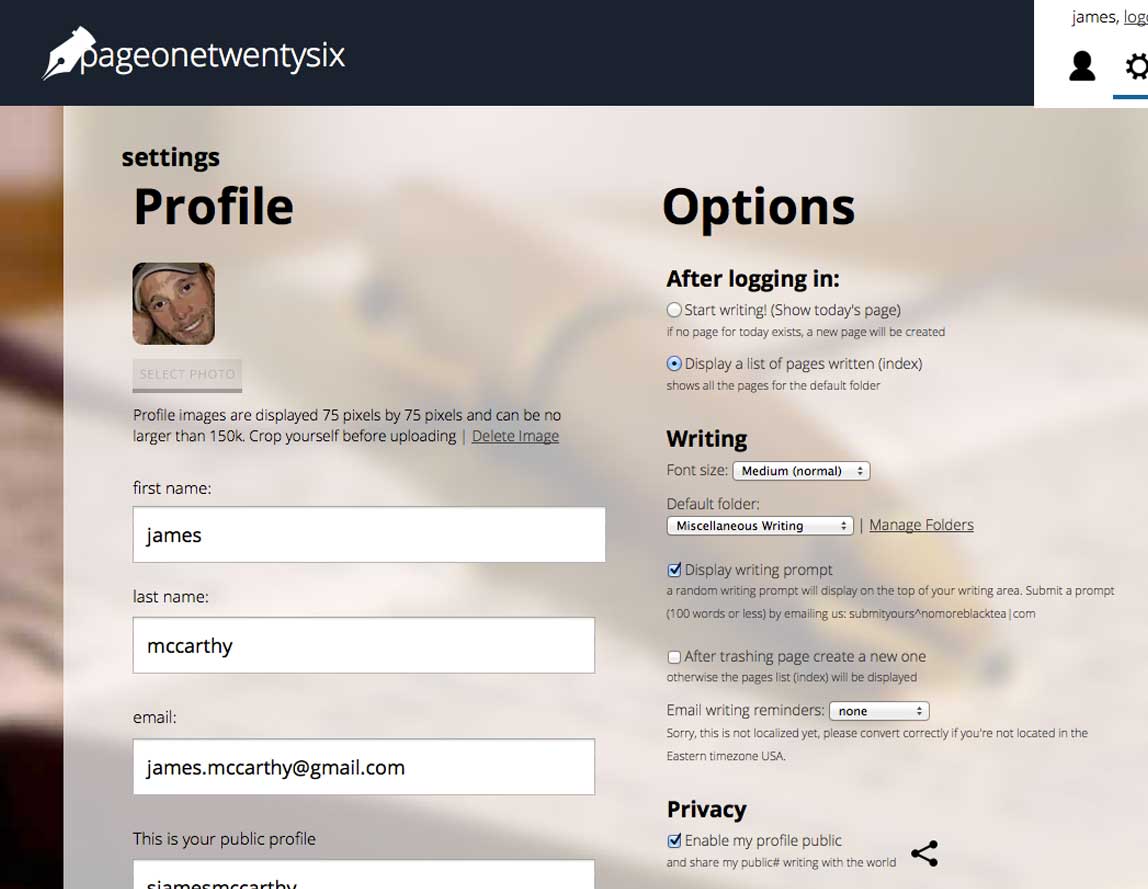 pageonetwentysix
james,
settings
Profile
SELECT PHOTO
Profile images are displayed 75 pixels by 75 pixels and can be no
larger than 150k. Crop yourself before uploading | Delete Image
first name:
james
last name:
mccarthy
email:
james.mccarthy@gmail.com
This is your public profile
sjamesmccarthy
Options
After logging in:
Start writing! (Show today's page)
if no page for today exists, a new page will be created
Display a list of pages written (index)
shows all the pages for the default folder
Writing
Font size: Medium (normal)
Default folder:
Miscellaneous Writing | Manage Folders
Display writing prompt
a random writing prompt will display on the top of your writing area. Submit a prompt
(100 words or less) by emailing us: submityours^nomoreblacktea|com
After trashing page create a new one
otherwise the pages list (index) will be displayed
Email writing reminders: none
Sorry, this is not localized yet, please convert correctly if you're not located in the
Eastern timezone USA.
Privacy
Enable my profile public
and share my public# writing with the world